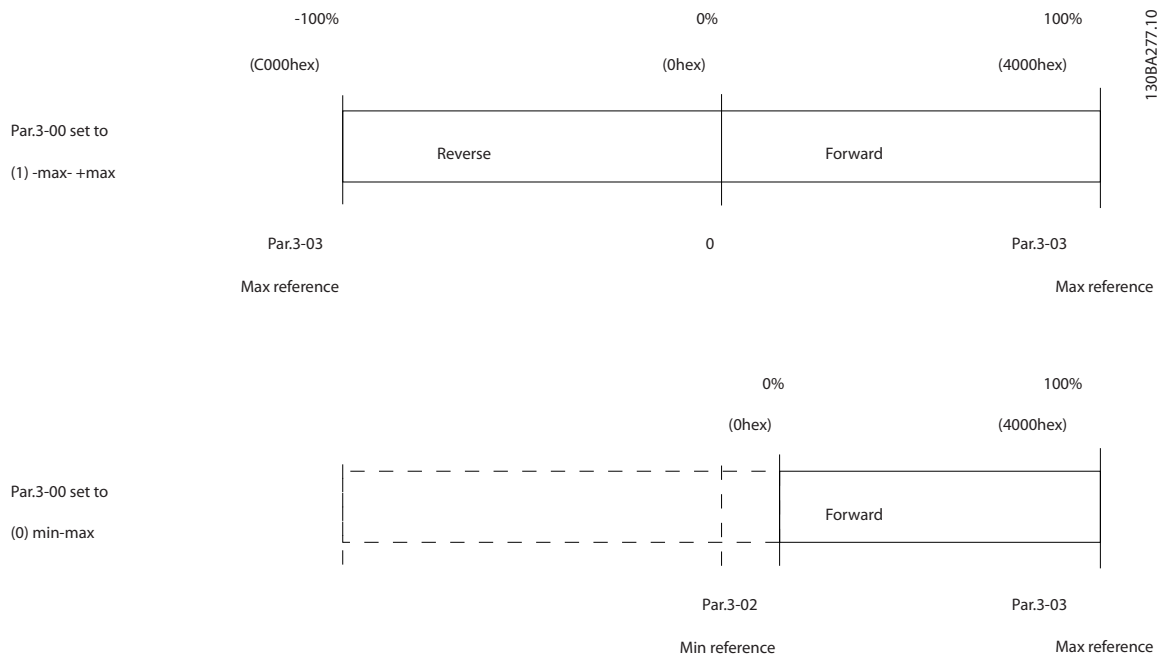 -100% 0% 100%
(C000hex) (0hex) (4000hex)
130BA277.10
Par.3-00 set to
(1) -max- +max
Reverse Forward
Par.3-03 0 Par.3-03
Max reference Max reference
0% 100%
(0hex) (4000hex)
Par.3-00 set to
(0) min-max
Forward
Par.3-02 Par.3-03
Min reference Max reference